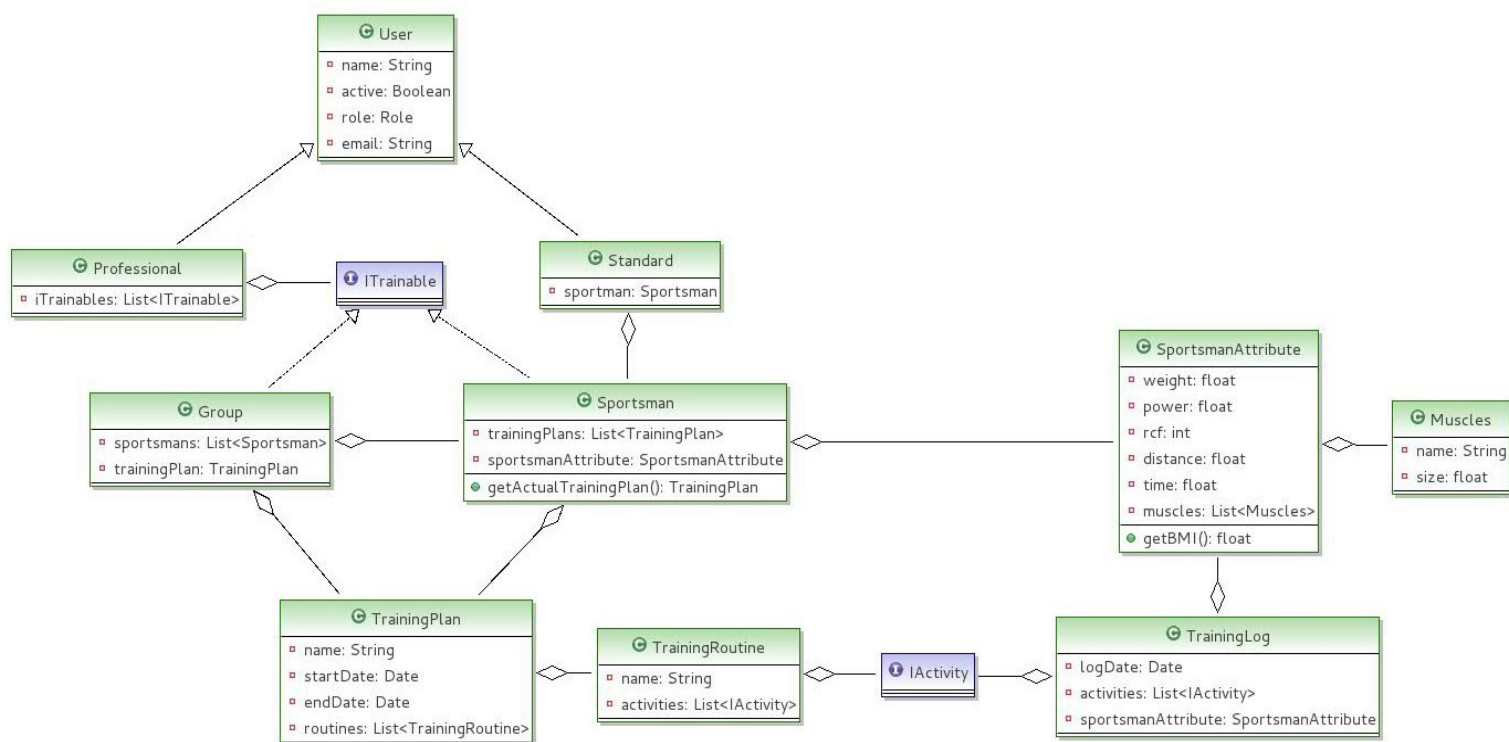 User
name: String
active: Boolean
role: Role
email: String
Professional
iTrainables: List<ITrainable>
ITrainable
Standard
sportman: Sportsman
Group
sportsmans: List<Sportsman>
trainingPlan: TrainingPlan
Sportsman
trainingPlans: List<TrainingPlan>
sportsmanAttribute: SportsmanAttribute
getActualTrainingPlan(): TrainingPlan
SportsmanAttribute
weight: float
power: float
rcf: int
distance: float
time: float
muscles: List<Muscles>
getBMI(): float
Muscles
name: String
size: float
TrainingPlan
name: String
startDate: Date
endDate: Date
routines: List<TrainingRoutine>
TrainingRoutine
name: String
activities: List<IActivity>
IActivity
TrainingLog
logDate: Date
activities: List<IActivity>
sportsmanAttribute: SportsmanAttribute